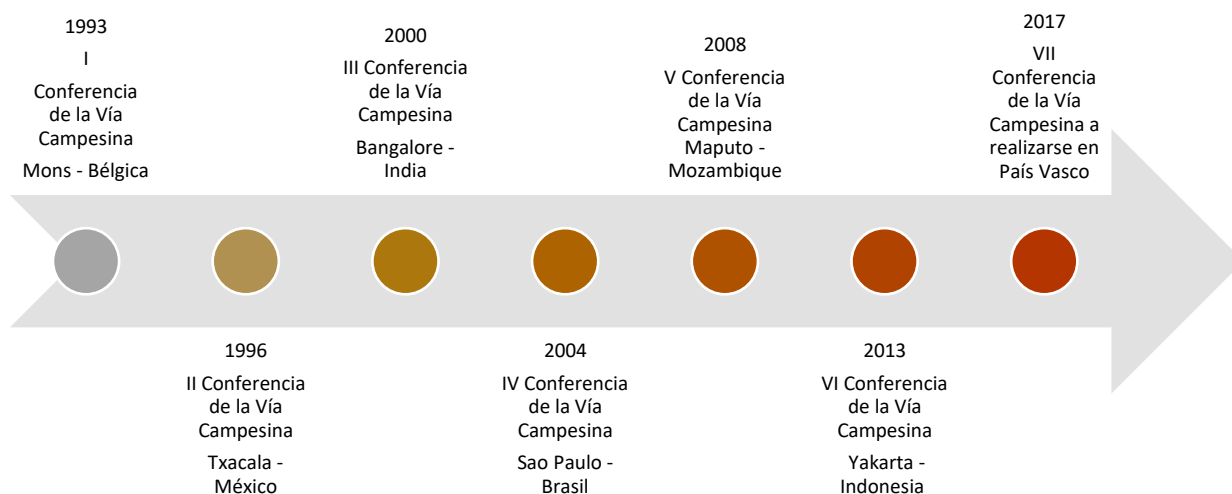 1993
I
Conferencia
de la Vía
Campesina
Mons - Bélgica
1996
II Conferencia
de la Vía
Campesina
Txacala -
México
2000
III Conferencia
de la Vía
Campesina
Bangalore -
India
2004
IV Conferencia
de la Vía
Campesina
Sao Paulo -
Brasil
2008
V Conferencia
de la Vía
Campesina
Maputo -
Mozambique
2013
VI Conferencia
de la Vía
Campesina
Yakarta -
Indonesia
2017
VII
Conferencia
de la Vía
Campesina a
realizarse en
País Vasco